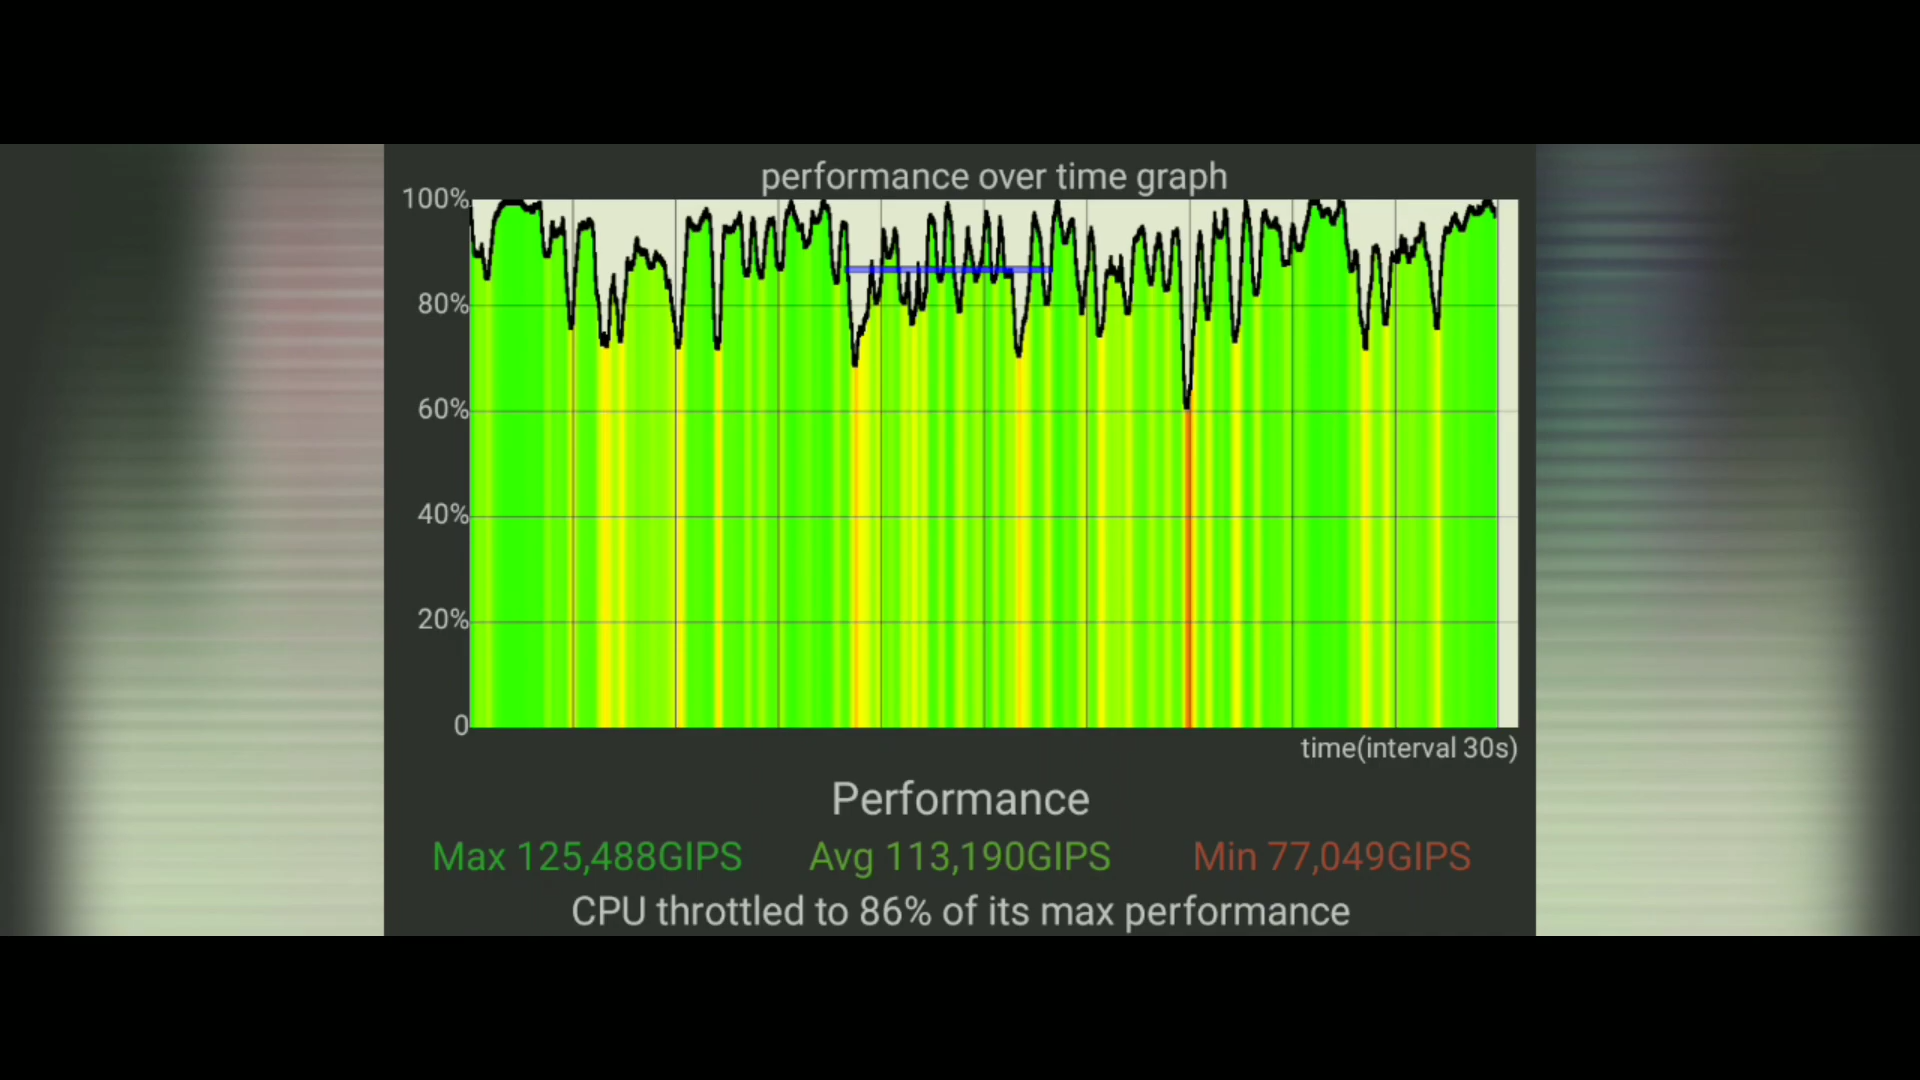 performance over time graph
100%
80%
60%
40%
20%
0
time(interval 30s)
Performance
Max 125,488GIPS Avg 113,190GIPS Min 77,049GIPS
CPU throttled to 86% of its max performance